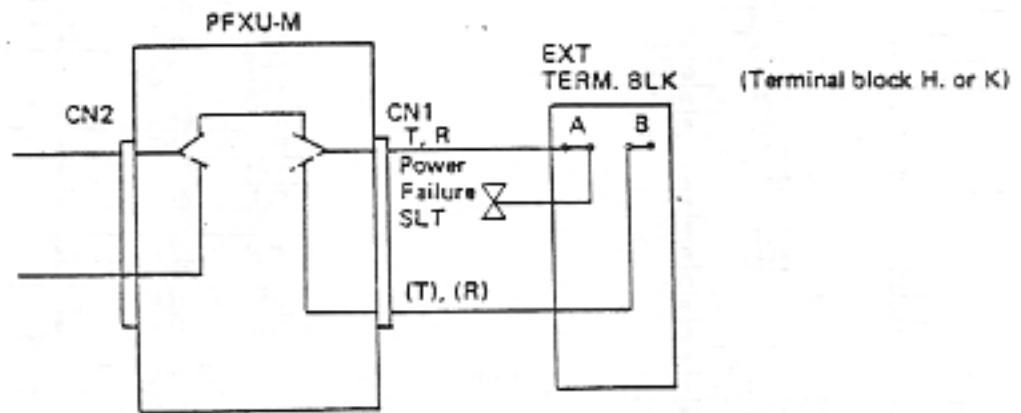 PFXU-M
EXT
TERM. BLK
(Terminal block H. or K)
CN2
CN1
T, R
A
B
Power
Failure
SLT
(T), (R)